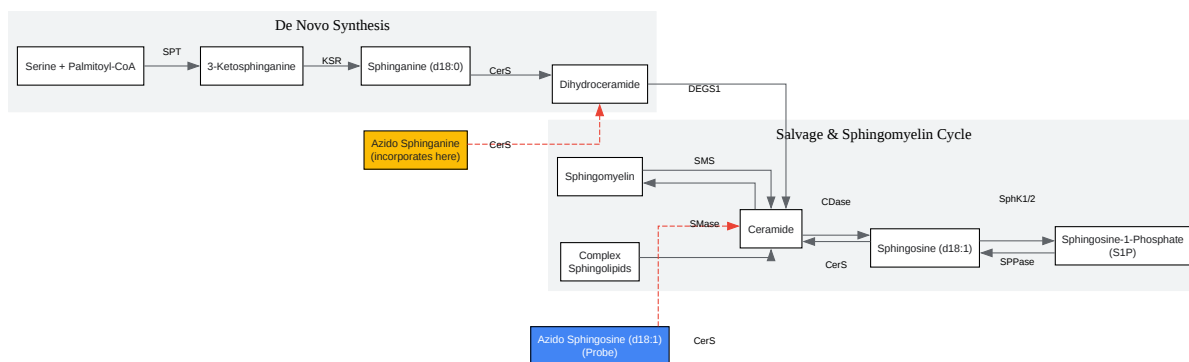 De Novo Synthesis
Serine + Palmitoyl-CoA
SPT
3-Ketosphinganine
KSR
Sphinganine (d18:0)
CerS
Dihydroceramide
DEGS1
Azido Sphinganine
(incorporates here)
CerS
Salvage & Sphingomyelin Cycle
Sphingomyelin
SMS
SMase
Ceramide
CDase
CerS
Complex
Sphingolipids
Sphingosine (d18:1)
SphK1/2
SPPase
Sphingosine-1-Phosphate
(S1P)
Azido Sphingosine (d18:1)
(Probe)
CerS